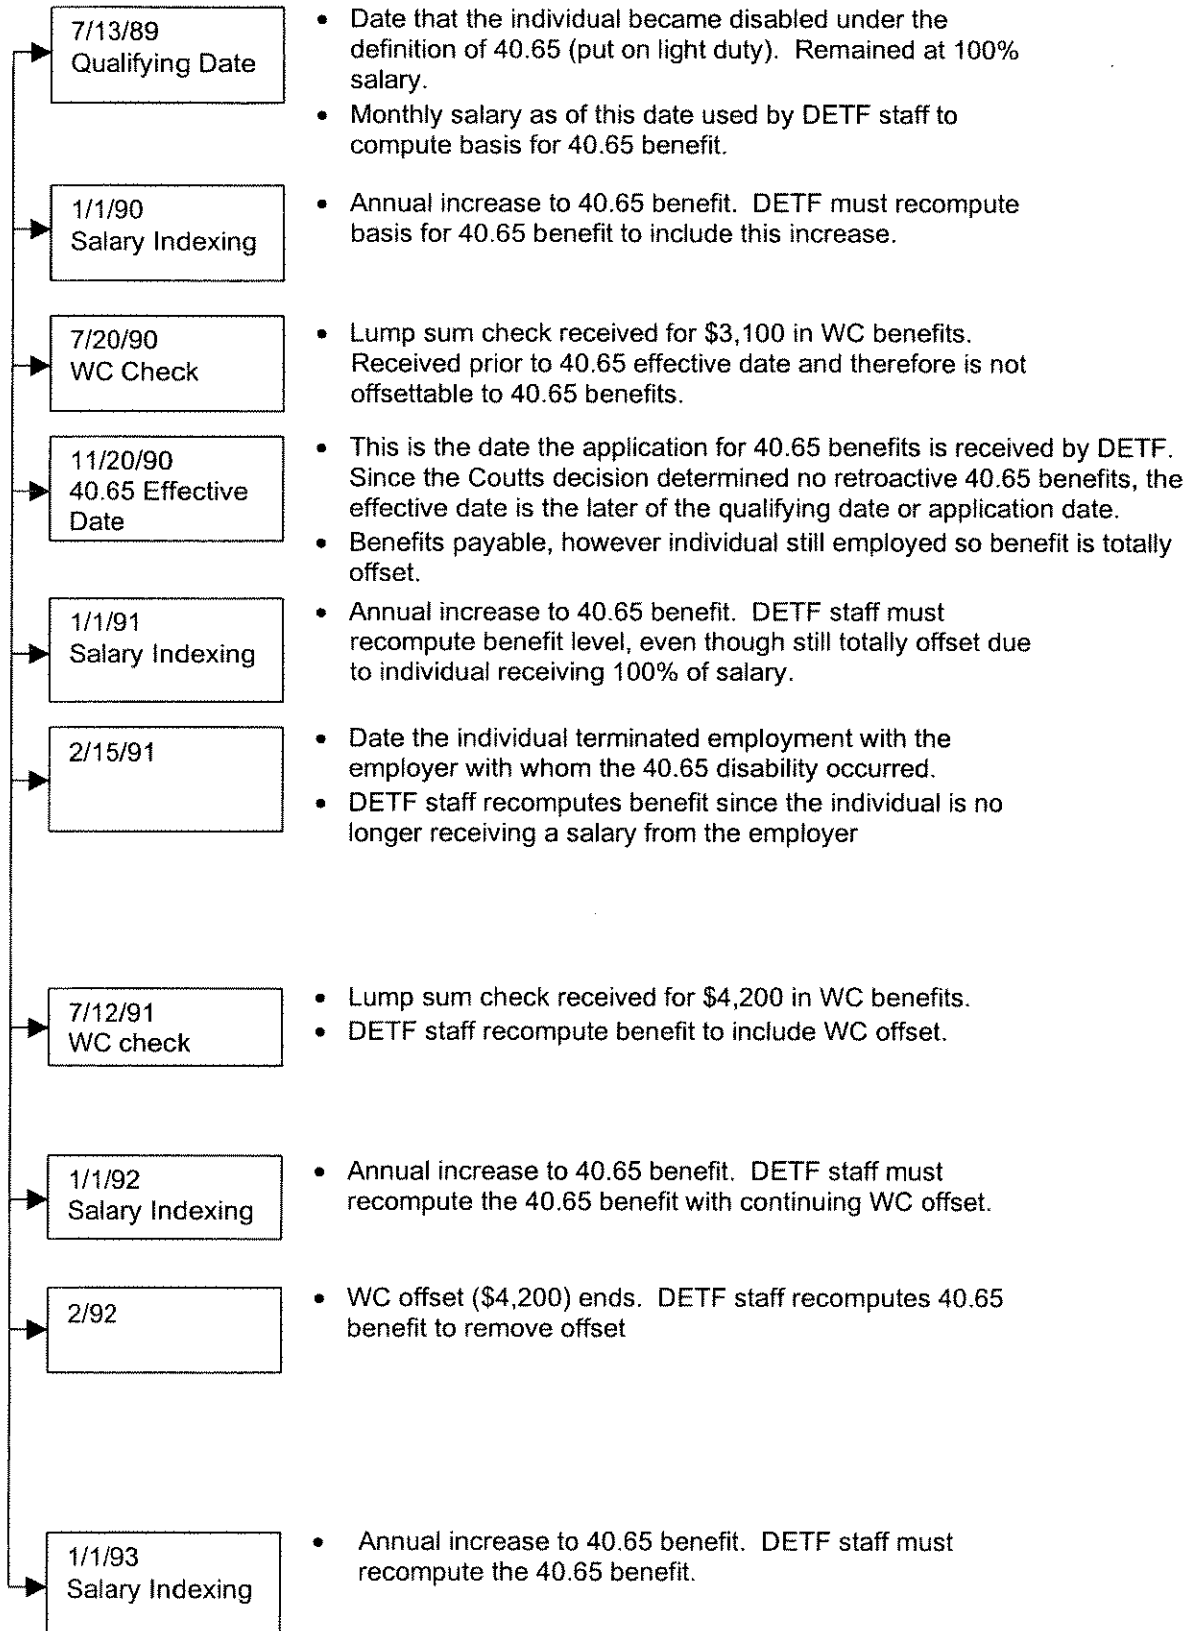 7/13/89
Qualifying Date
• Date that the individual became disabled under the
definition of 40.65 (put on light duty). Remained at 100%
salary.
• Monthly salary as of this date used by DETF staff to
compute basis for 40.65 benefit.
1/1/90
Salary Indexing
• Annual increase to 40.65 benefit. DETF must recompute
basis for 40.65 benefit to include this increase.
7/20/90
WC Check
• Lump sum check received for $3,100 in WC benefits.
Received prior to 40.65 effective date and therefore is not
offsettable to 40.65 benefits.
11/20/90
40.65 Effective
Date
• This is the date the application for 40.65 benefits is received by DETF.
Since the Coutts decision determined no retroactive 40.65 benefits, the
effective date is the later of the qualifying date or application date.
• Benefits payable, however individual still employed so benefit is totally
offset.
1/1/91
Salary Indexing
• Annual increase to 40.65 benefit. DETF staff must
recompute benefit level, even though still totally offset due
to individual receiving 100% of salary.
2/15/91
• Date the individual terminated employment with the
employer with whom the 40.65 disability occurred.
• DETF staff recomputes benefit since the individual is no
longer receiving a salary from the employer
7/12/91
WC check
• Lump sum check received for $4,200 in WC benefits.
• DETF staff recompute benefit to include WC offset.
1/1/92
Salary Indexing
• Annual increase to 40.65 benefit. DETF staff must
recompute the 40.65 benefit with continuing WC offset.
2/92
• WC offset ($4,200) ends. DETF staff recomputes 40.65
benefit to remove offset
1/1/93
Salary Indexing
• Annual increase to 40.65 benefit. DETF staff must
recompute the 40.65 benefit.